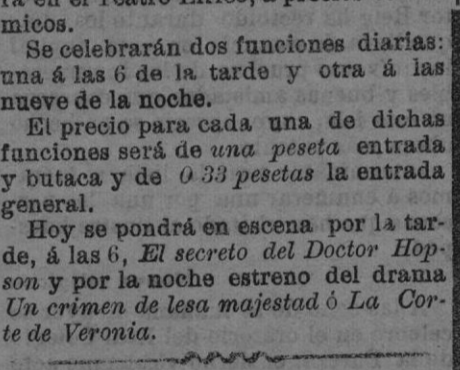 en el Teatro
micos.
Se celebrarán dos funciones diarias:
una á las 6 de la tarde y otra á las
nueve de la noche.
El precio para cada una de dichas
funciones será de una peseta entrada
y butaca y de 0 33 pesetas la entrada
general.
Hoy se pondrá en escena por la tar-
de, á las 6, El secreto del Doctor Hop-
son y por la noche estreno del drama
Un crimen de lesa majestad ó La Cor-
te de Veronia.